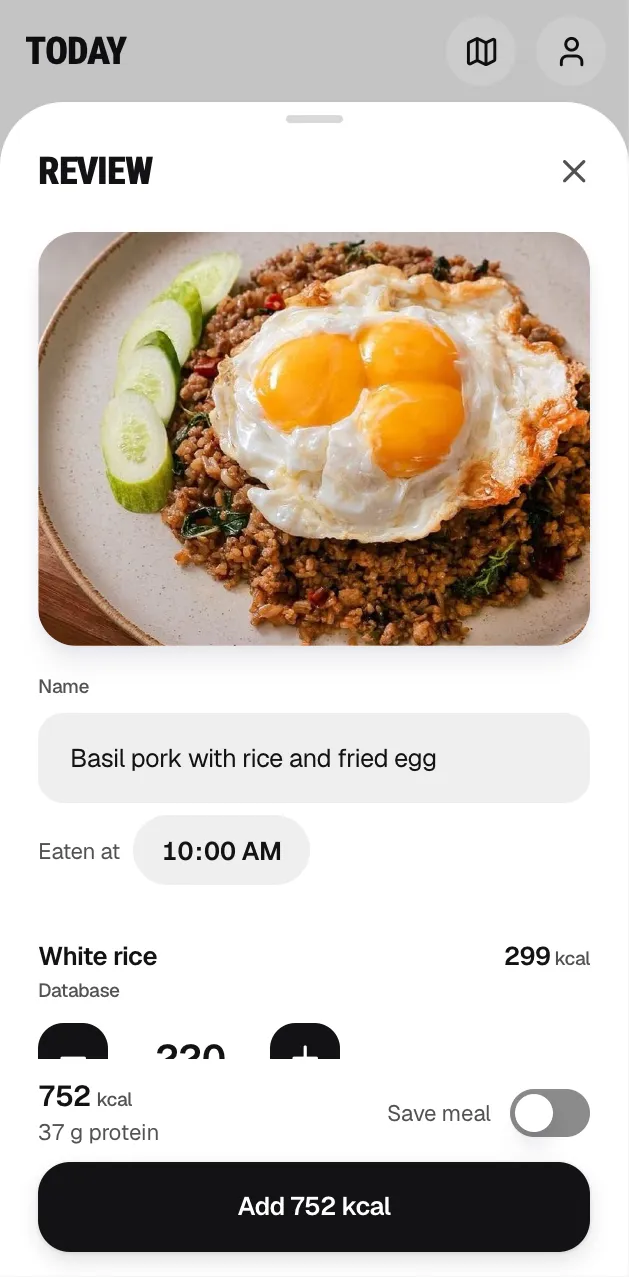 TODAY
REVIEW
Name
Basil pork with rice and fried egg
Eaten at 10:00 AM
White rice 299 kcal
Database
220
752 kcal
37 g protein
Save meal
Add 752 kcal